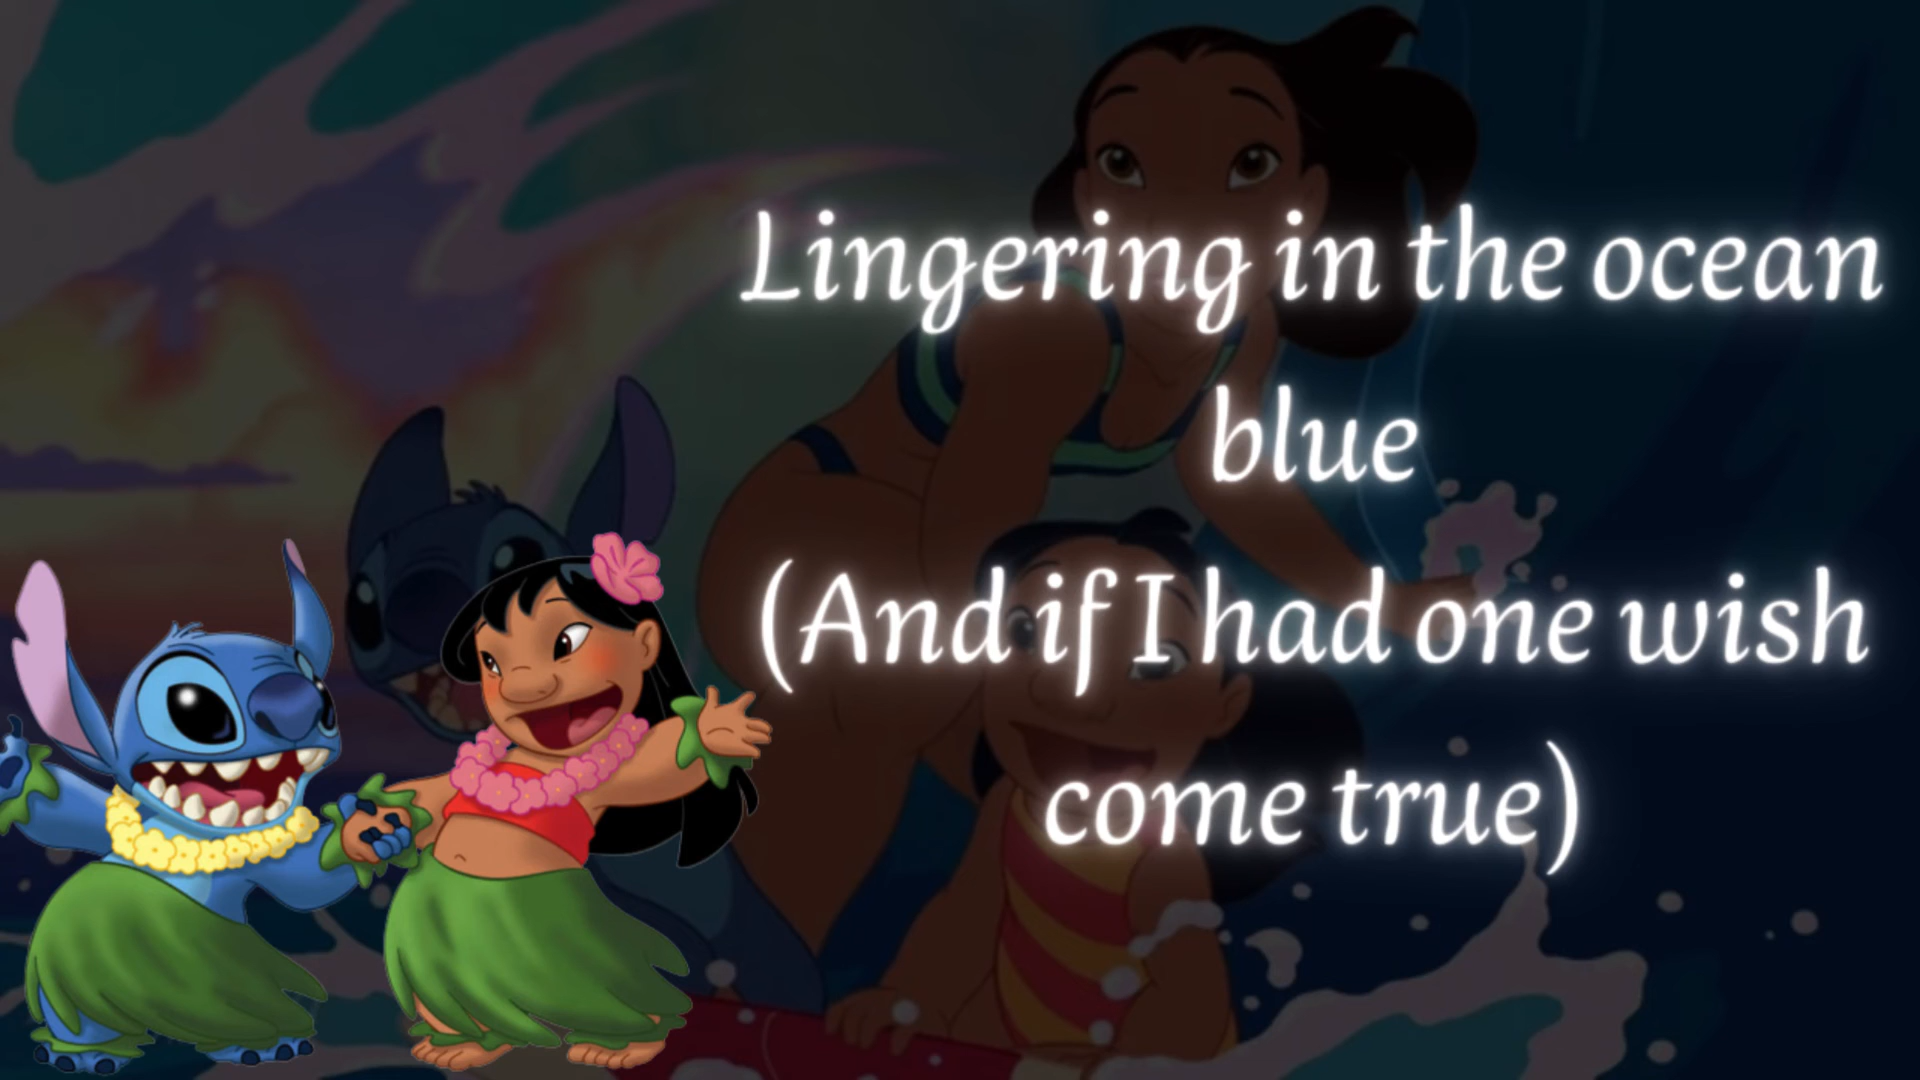 Lingering in the ocean
blue
(And if I had one wish
come true)